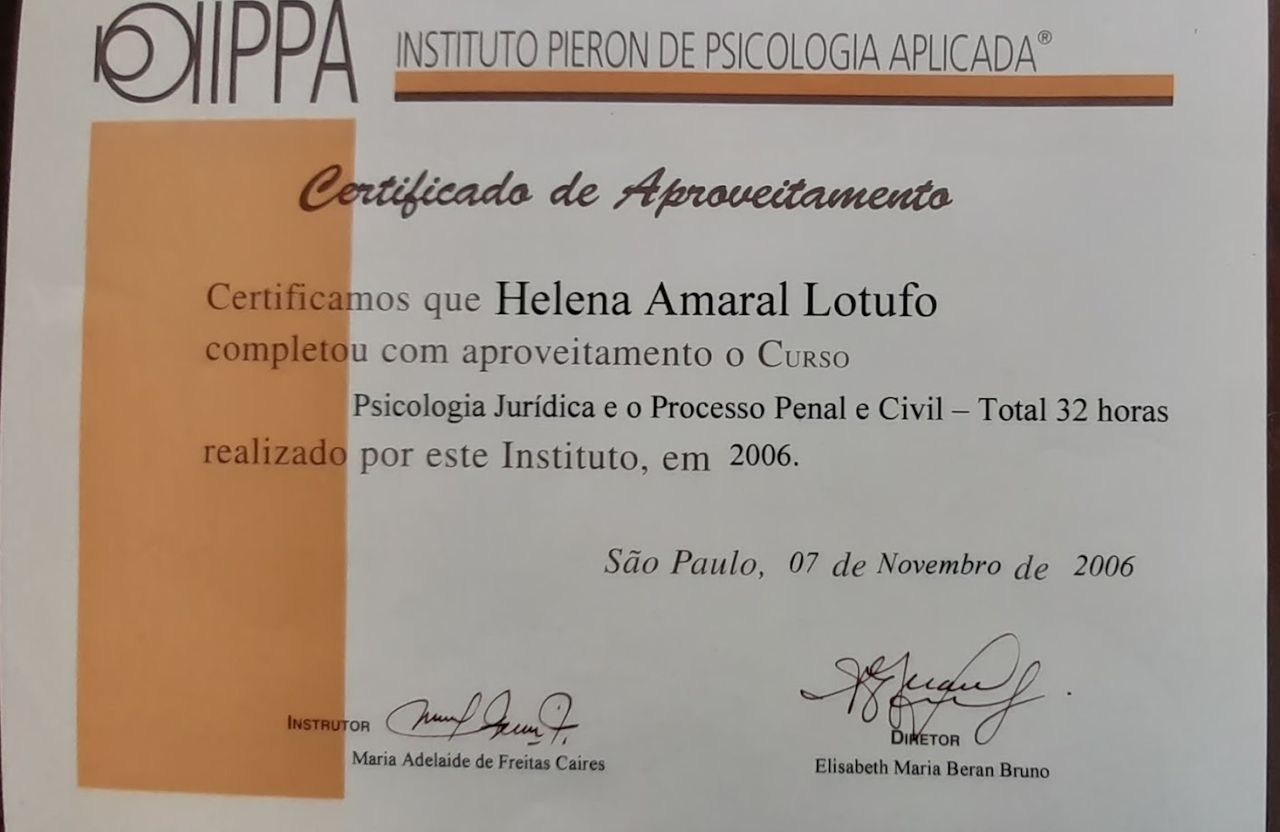 IPPA INSTITUTO PIERON DE PSICOLOGIA APLICADA®
Certificado de Aproveitamento
Certificamos que Helena Amaral Lotufo
completou com aproveitamento o CURSO
Psicologia Jurídica e o Processo Penal e Civil – Total 32 horas
realizado por este Instituto, em 2006.
São Paulo, 07 de Novembro de 2006
INSTRUTOR
Maria Adelaide de Freitas Caires
DIRETOR
Elisabeth Maria Beran Bruno